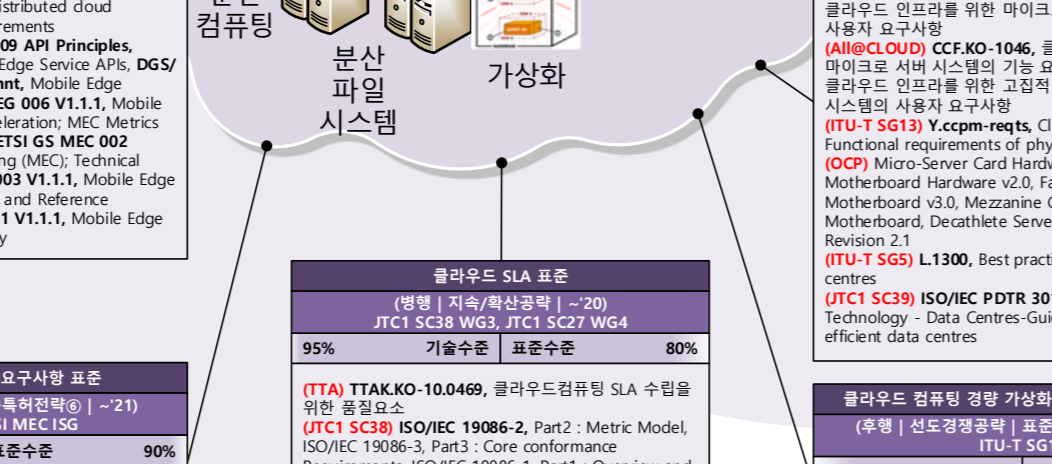 istributed cloud
rements
09 API Principles,
Edge Service APIs, DGS/
nnt, Mobile Edge
EG 006 V1.1.1, Mobile
eleration; MEC Metrics
ETSI GS MEC 002
ng (MEC); Technical
003 V1.1.1, Mobile Edge
and Reference
1 V1.1.1, Mobile Edge
y
컴퓨팅
분산
파일
시스템
가상화
클라우드 인프라를 위한 마이크
사용자 요구사항
(All@CLOUD) CCF.KO-1046, 클
마이크로 서버 시스템의 기능 요
클라우드 인프라를 위한 고집적
시스템의 사용자 요구사항
(ITU-T SG13) Y.ccpm-reqts, Cl
Functional requirements of phy
(OCP) Micro-Server Card Hardw
Motherboard Hardware v2.0, Fa
Motherboard v3.0, Mezzanine C
Motherboard, Decathlete Serve
Revision 2.1
(ITU-T SG5) L.1300, Best practi
centres
(JTC1 SC39) ISO/IEC PDTR 30
Technology - Data Centres-Guid
efficient data centres
클라우드 SLA 표준
(병행 | 지속/확산공략 | ~'20)
JTC1 SC38 WG3, JTC1 SC27 WG4
95% 기술수준 표준수준 80%
(TTA) TTAK.KO-10.0469, 클라우드컴퓨팅 SLA 수립을
위한 품질요소
(JTC1 SC38) ISO/IEC 19086-2, Part2 : Metric Model,
ISO/IEC 19086-3, Part3 : Core conformance
Requirements, ISO/IEC 19086-1, Part1 : Overview and
요구사항 표준
특허전략⑥ | ~'21)
SI MEC ISG
표준수준 90%
클라우드 컴퓨팅 경량 가상화
(후행 | 선도경쟁공략 | 표준
ITU-T SG1